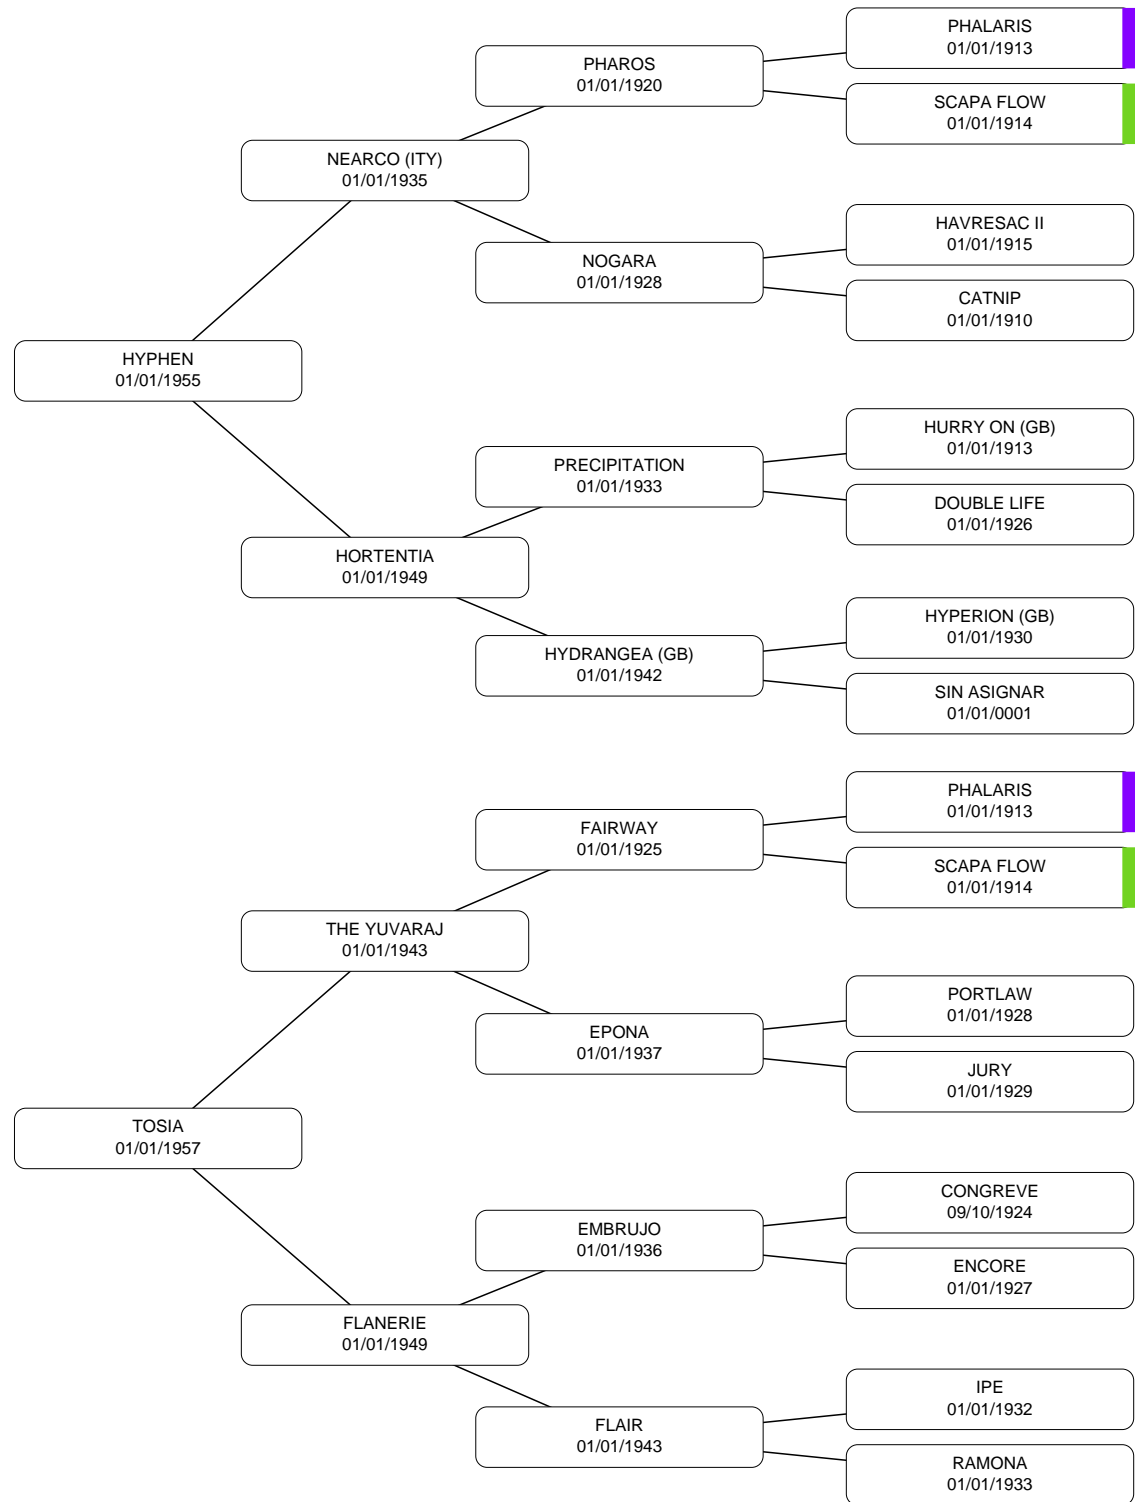 PHALARIS
01/01/1913
PHAROS
01/01/1920
SCAPA FLOW
01/01/1914
NEARCO (ITY)
01/01/1935
HAVRESAC II
01/01/1915
NOGARA
01/01/1928
CATNIP
01/01/1910
HYPHEN
01/01/1955
HURRY ON (GB)
01/01/1913
PRECIPITATION
01/01/1933
DOUBLE LIFE
01/01/1926
HORTENTIA
01/01/1949
HYPERION (GB)
01/01/1930
HYDRANGEA (GB)
01/01/1942
SIN ASIGNAR
01/01/0001
PHALARIS
01/01/1913
FAIRWAY
01/01/1925
SCAPA FLOW
01/01/1914
THE YUVARAJ
01/01/1943
PORTLAW
01/01/1928
EPONA
01/01/1937
JURY
01/01/1929
TOSIA
01/01/1957
CONGREVE
09/10/1924
EMBRUJO
01/01/1936
ENCORE
01/01/1927
FLANERIE
01/01/1949
IPE
01/01/1932
FLAIR
01/01/1943
RAMONA
01/01/1933